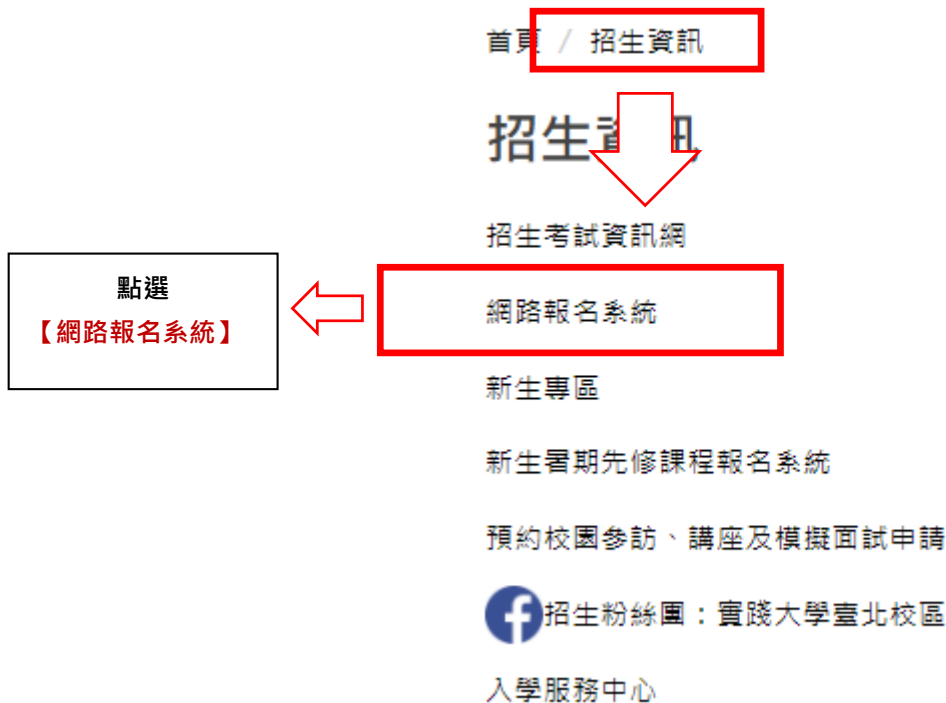 首頁 / 招生資訊
招生資訊
招生考試資訊網
點選
【網路報名系統】
網路報名系統
新生專區
新生暑期先修課程報名系統
預約校園參訪、講座及模擬面試申請
招生粉絲團：實踐大學臺北校區
入學服務中心